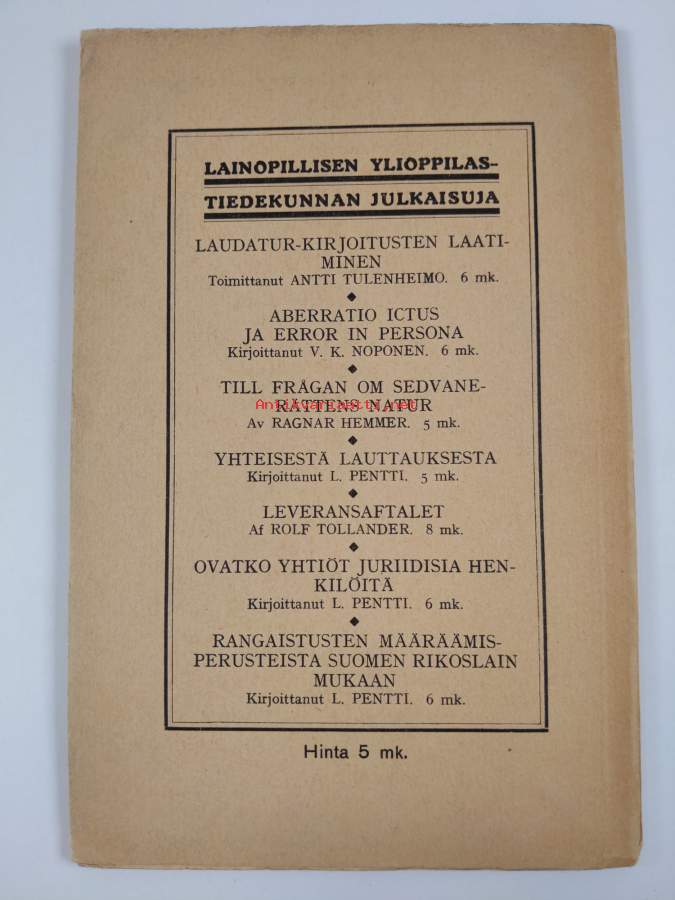 LAINOPILLISEN YLIOPPILAS-
TIEDEKUNNAN JULKAISUJA
LAUDATUR-KIRJOITUSTEN LAATI-
MINEN
Toimittanut ANTTI TULENHEIMO. 6 mk.
ABERRATIO ICTUS
JA ERROR IN PERSONA
Kirjoittanut V. K. NOPONEN. 6 mk.
TILL FRÅGAN OM SEDVANE-
RÄTTENS NATUR
Antikvariaatti.net
Av RAGNAR HEMMER. 5 mk.
YHTEISESTÄ LAUTTAUKSESTA
Kirjoittanut L. PENTTI. 5 mk.
LEVERANSAFTALET
Af ROLF TOLLANDER. 8 mk.
OVATKO YHTIÖT JURIIDISIA HEN-
KILÖITÄ
Kirjoittanut L. PENTTI. 6 mk.
RANGAISTUSTEN MÄÄRÄÄMIS-
PERUSTEISTA SUOMEN RIKOSLAIN
MUKAAN
Kirjoittanut L. PENTTI. 6 mk.
Hinta 5 mk.